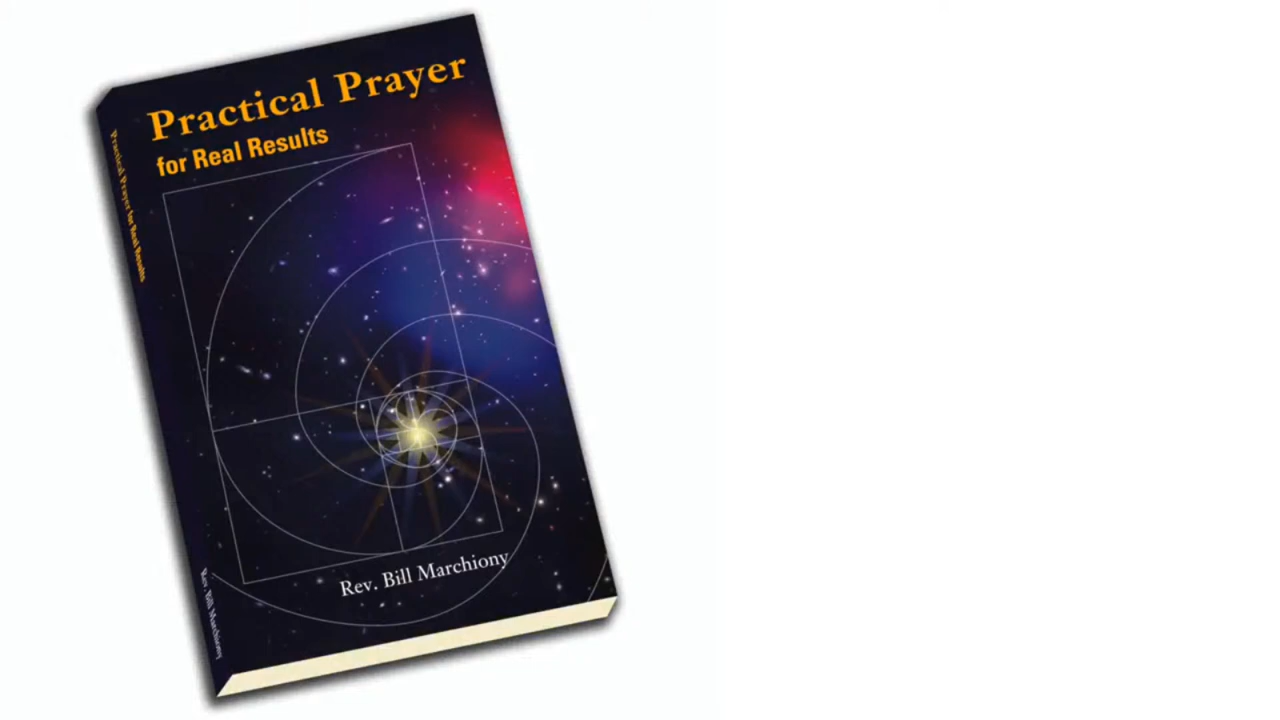 Practical Prayer
for Real Results
Rev. Bill Marchiony
Practical Prayer for Real Results
Rev. Bill Marchiony